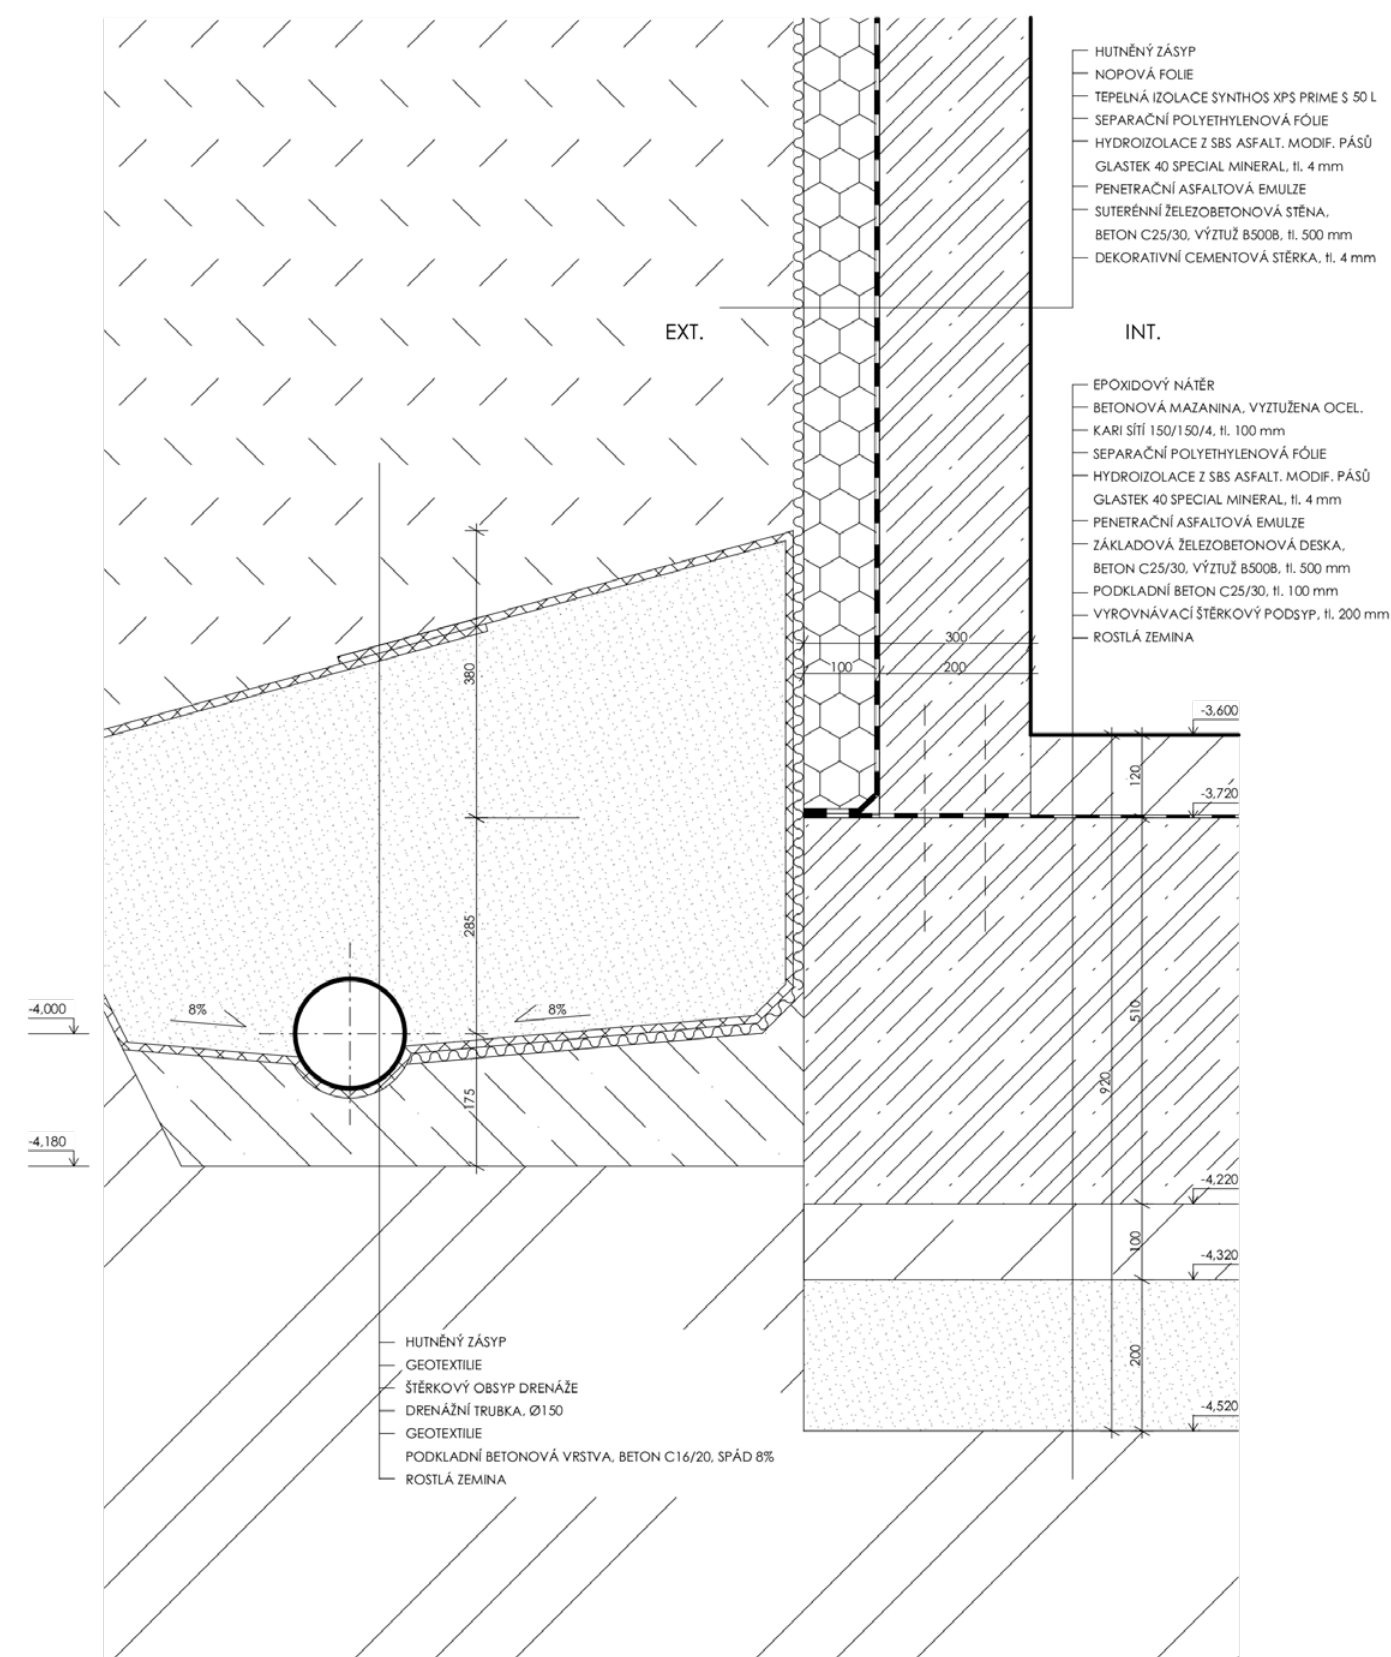 HUTNĚNÝ ZÁSYP
NOPOVÁ FOLIE
TEPELNÁ IZOLACE SYNTHOS XPS PRIME S 50 L
SEPARAČNÍ POLYETHYLENOVÁ FÓLIE
HYDROIZOLACE Z SBS ASFALT. MODIF. PÁSŮ
GLASTEK 40 SPECIAL MINERAL, tl. 4 mm
PENETRAČNÍ ASFALTOVÁ EMULZE
SUTERÉNNÍ ŽELEZOBETONOVÁ STĚNA,
BETON C25/30, VÝZTUŽ B500B, tl. 500 mm
DEKORATIVNÍ CEMENTOVÁ STĚRKA, tl. 4 mm
EXT.
INT.
EPOXIDOVÝ NÁTĚR
BETONOVÁ MAZANINA, VYZTUŽENA OCEL.
KARI SÍTÍ 150/150/4, tl. 100 mm
SEPARAČNÍ POLYETHYLENOVÁ FÓLIE
HYDROIZOLACE Z SBS ASFALT. MODIF. PÁSŮ
GLASTEK 40 SPECIAL MINERAL, tl. 4 mm
PENETRAČNÍ ASFALTOVÁ EMULZE
ZÁKLADOVÁ ŽELEZOBETONOVÁ DESKA,
BETON C25/30, VÝZTUŽ B500B, tl. 500 mm
PODKLADNÍ BETON C25/30, tl. 100 mm
VYROVNÁVACÍ ŠTĚRKOVÝ PODSYP, tl. 200 mm
ROSTLÁ ZEMINA
300
100
200
380
-3,600
120
-3,720
285
-4,000
8%
8%
510
920
175
-4,180
-4,220
100
-4,320
200
-4,520
HUTNĚNÝ ZÁSYP
GEOTEXTILIE
ŠTĚRKOVÝ OBSYP DRENÁŽE
DRENÁŽNÍ TRUBKA, Ø150
GEOTEXTILIE
PODKLADNÍ BETONOVÁ VRSTVA, BETON C16/20, SPÁD 8%
ROSTLÁ ZEMINA